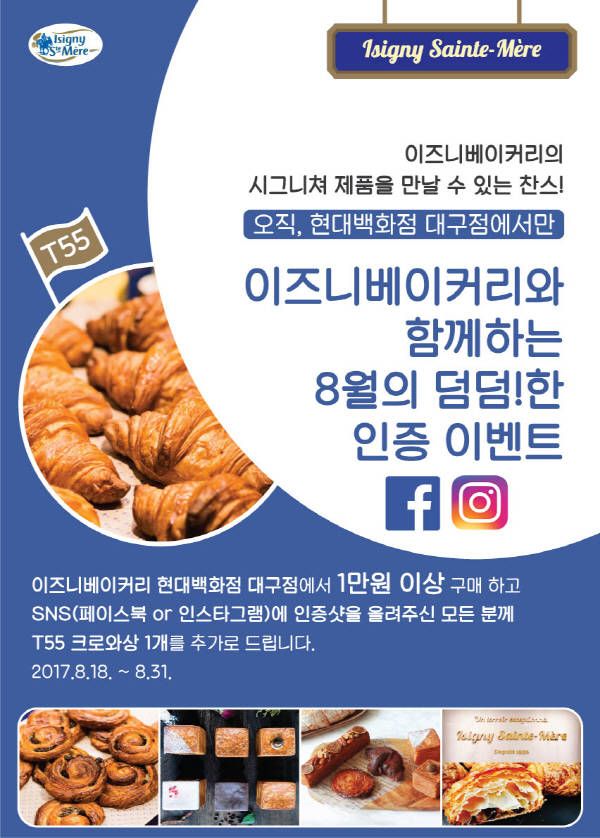 Isigny
Ste Mère
Isigny Sainte-Mère
이즈니베이커리의
시그니쳐 제품을 만날 수 있는 찬스!
오직, 현대백화점 대구점에서만
T55
이즈니베이커리와
함께하는
8월의 덤덤!한
인증 이벤트
이즈니베이커리 현대백화점 대구점에서 1만원 이상 구매 하고
SNS(페이스북 or 인스타그램)에 인증샷을 올려주신 모든 분께
T55 크로와상 1개를 추가로 드립니다.
2017.8.18. ~ 8.31.
Un terroir exceptionnel
Isigny Sainte-Mère